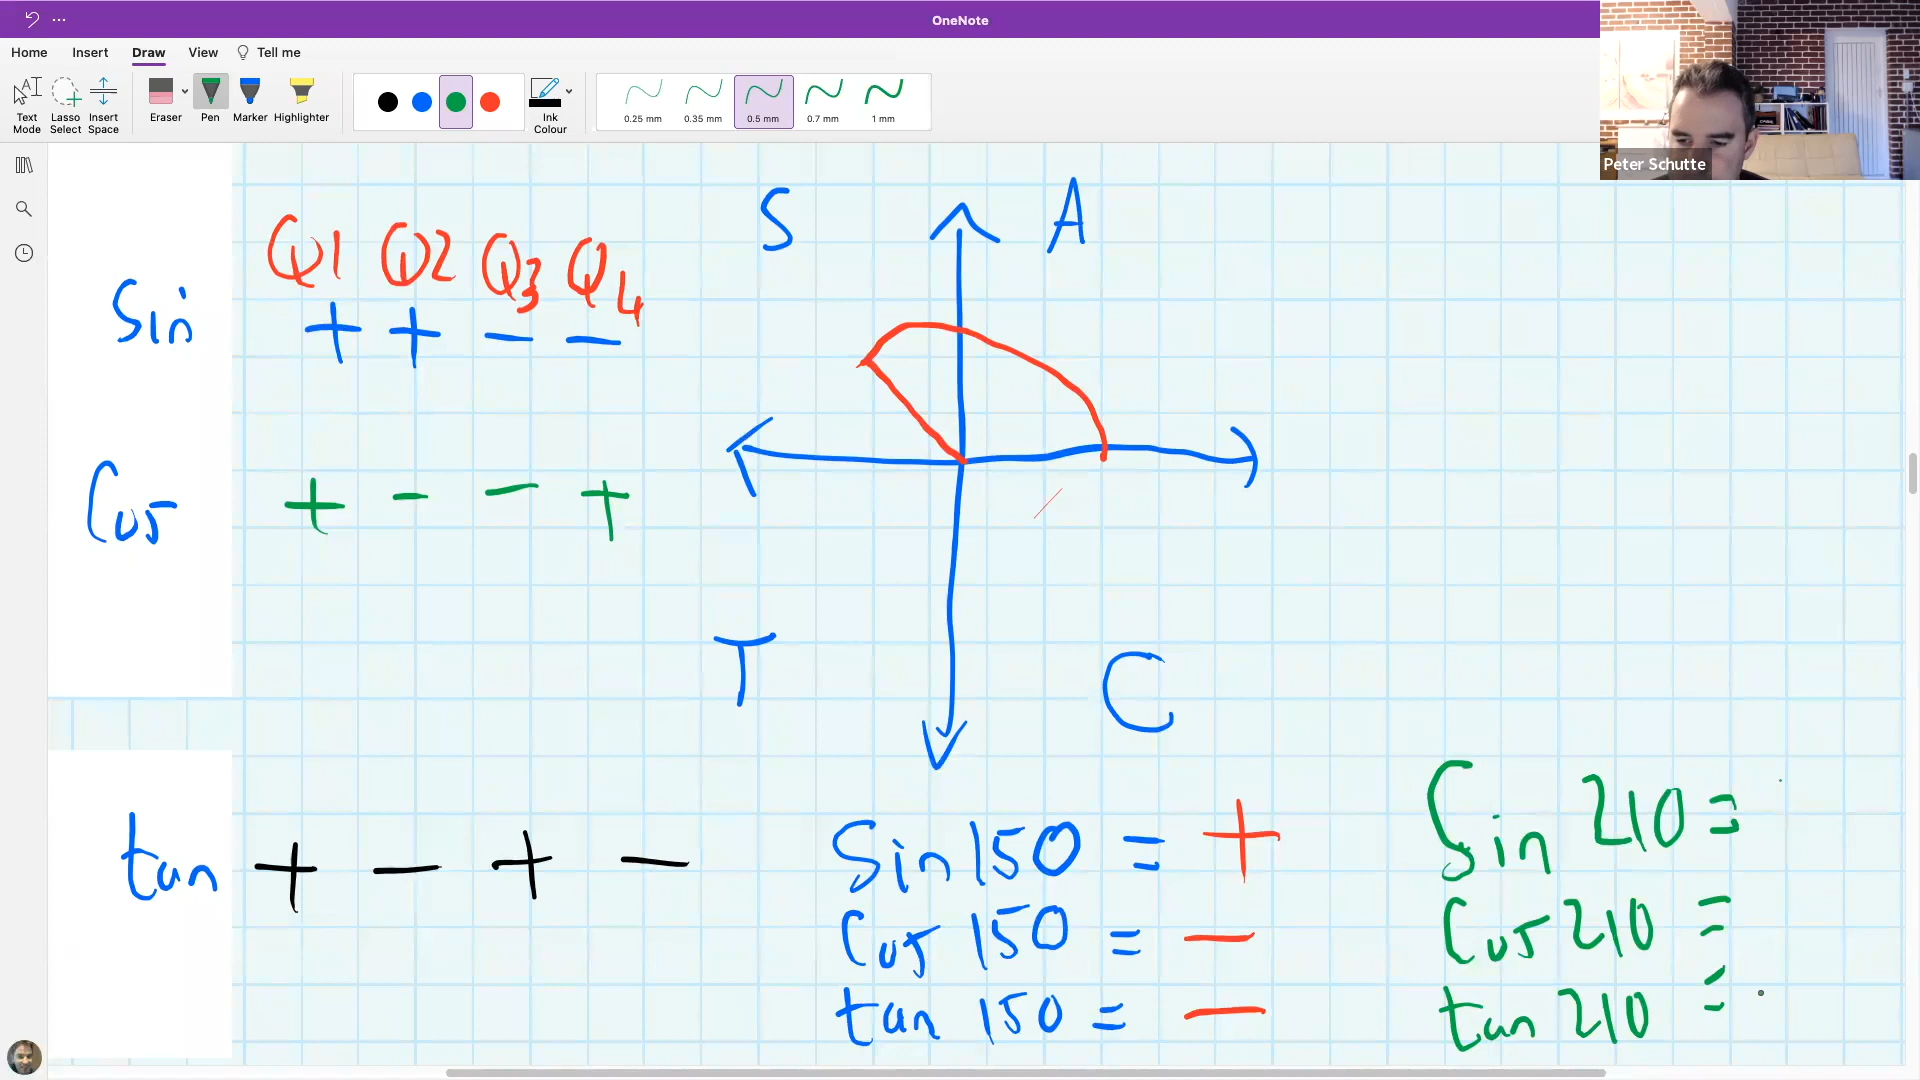 OneNote
Home Insert Draw View Tell me
Text Mode
Lasso Select
Insert Space
Eraser
Pen
Marker
Highlighter
Ink Colour
0.25 mm
0.35 mm
0.5 mm
0.7 mm
1 mm
Peter Schutte
S A
Q1 Q2 Q3 Q4
Sin + + - -
Cos + - - +
T C
tan + - + -
Sin 150 = +
Cos 150 = -
tan 150 = -
Sin 210 =
Cos 210 =
tan 210 =